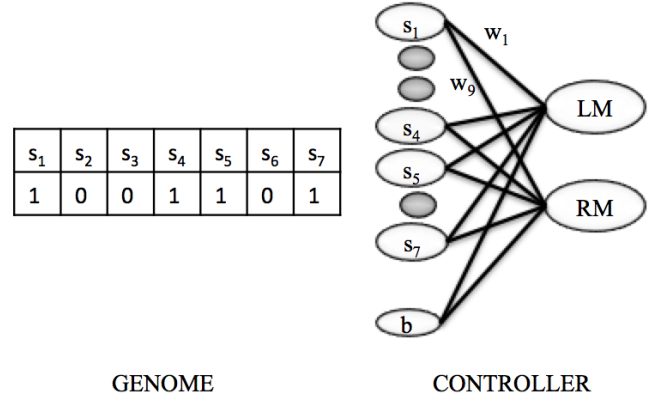 s1 s2 s3 s4 s5 s6 s7
1 0 0 1 1 0 1
GENOME
s1
w1
w9
s4
s5
s7
b
LM
RM
CONTROLLER